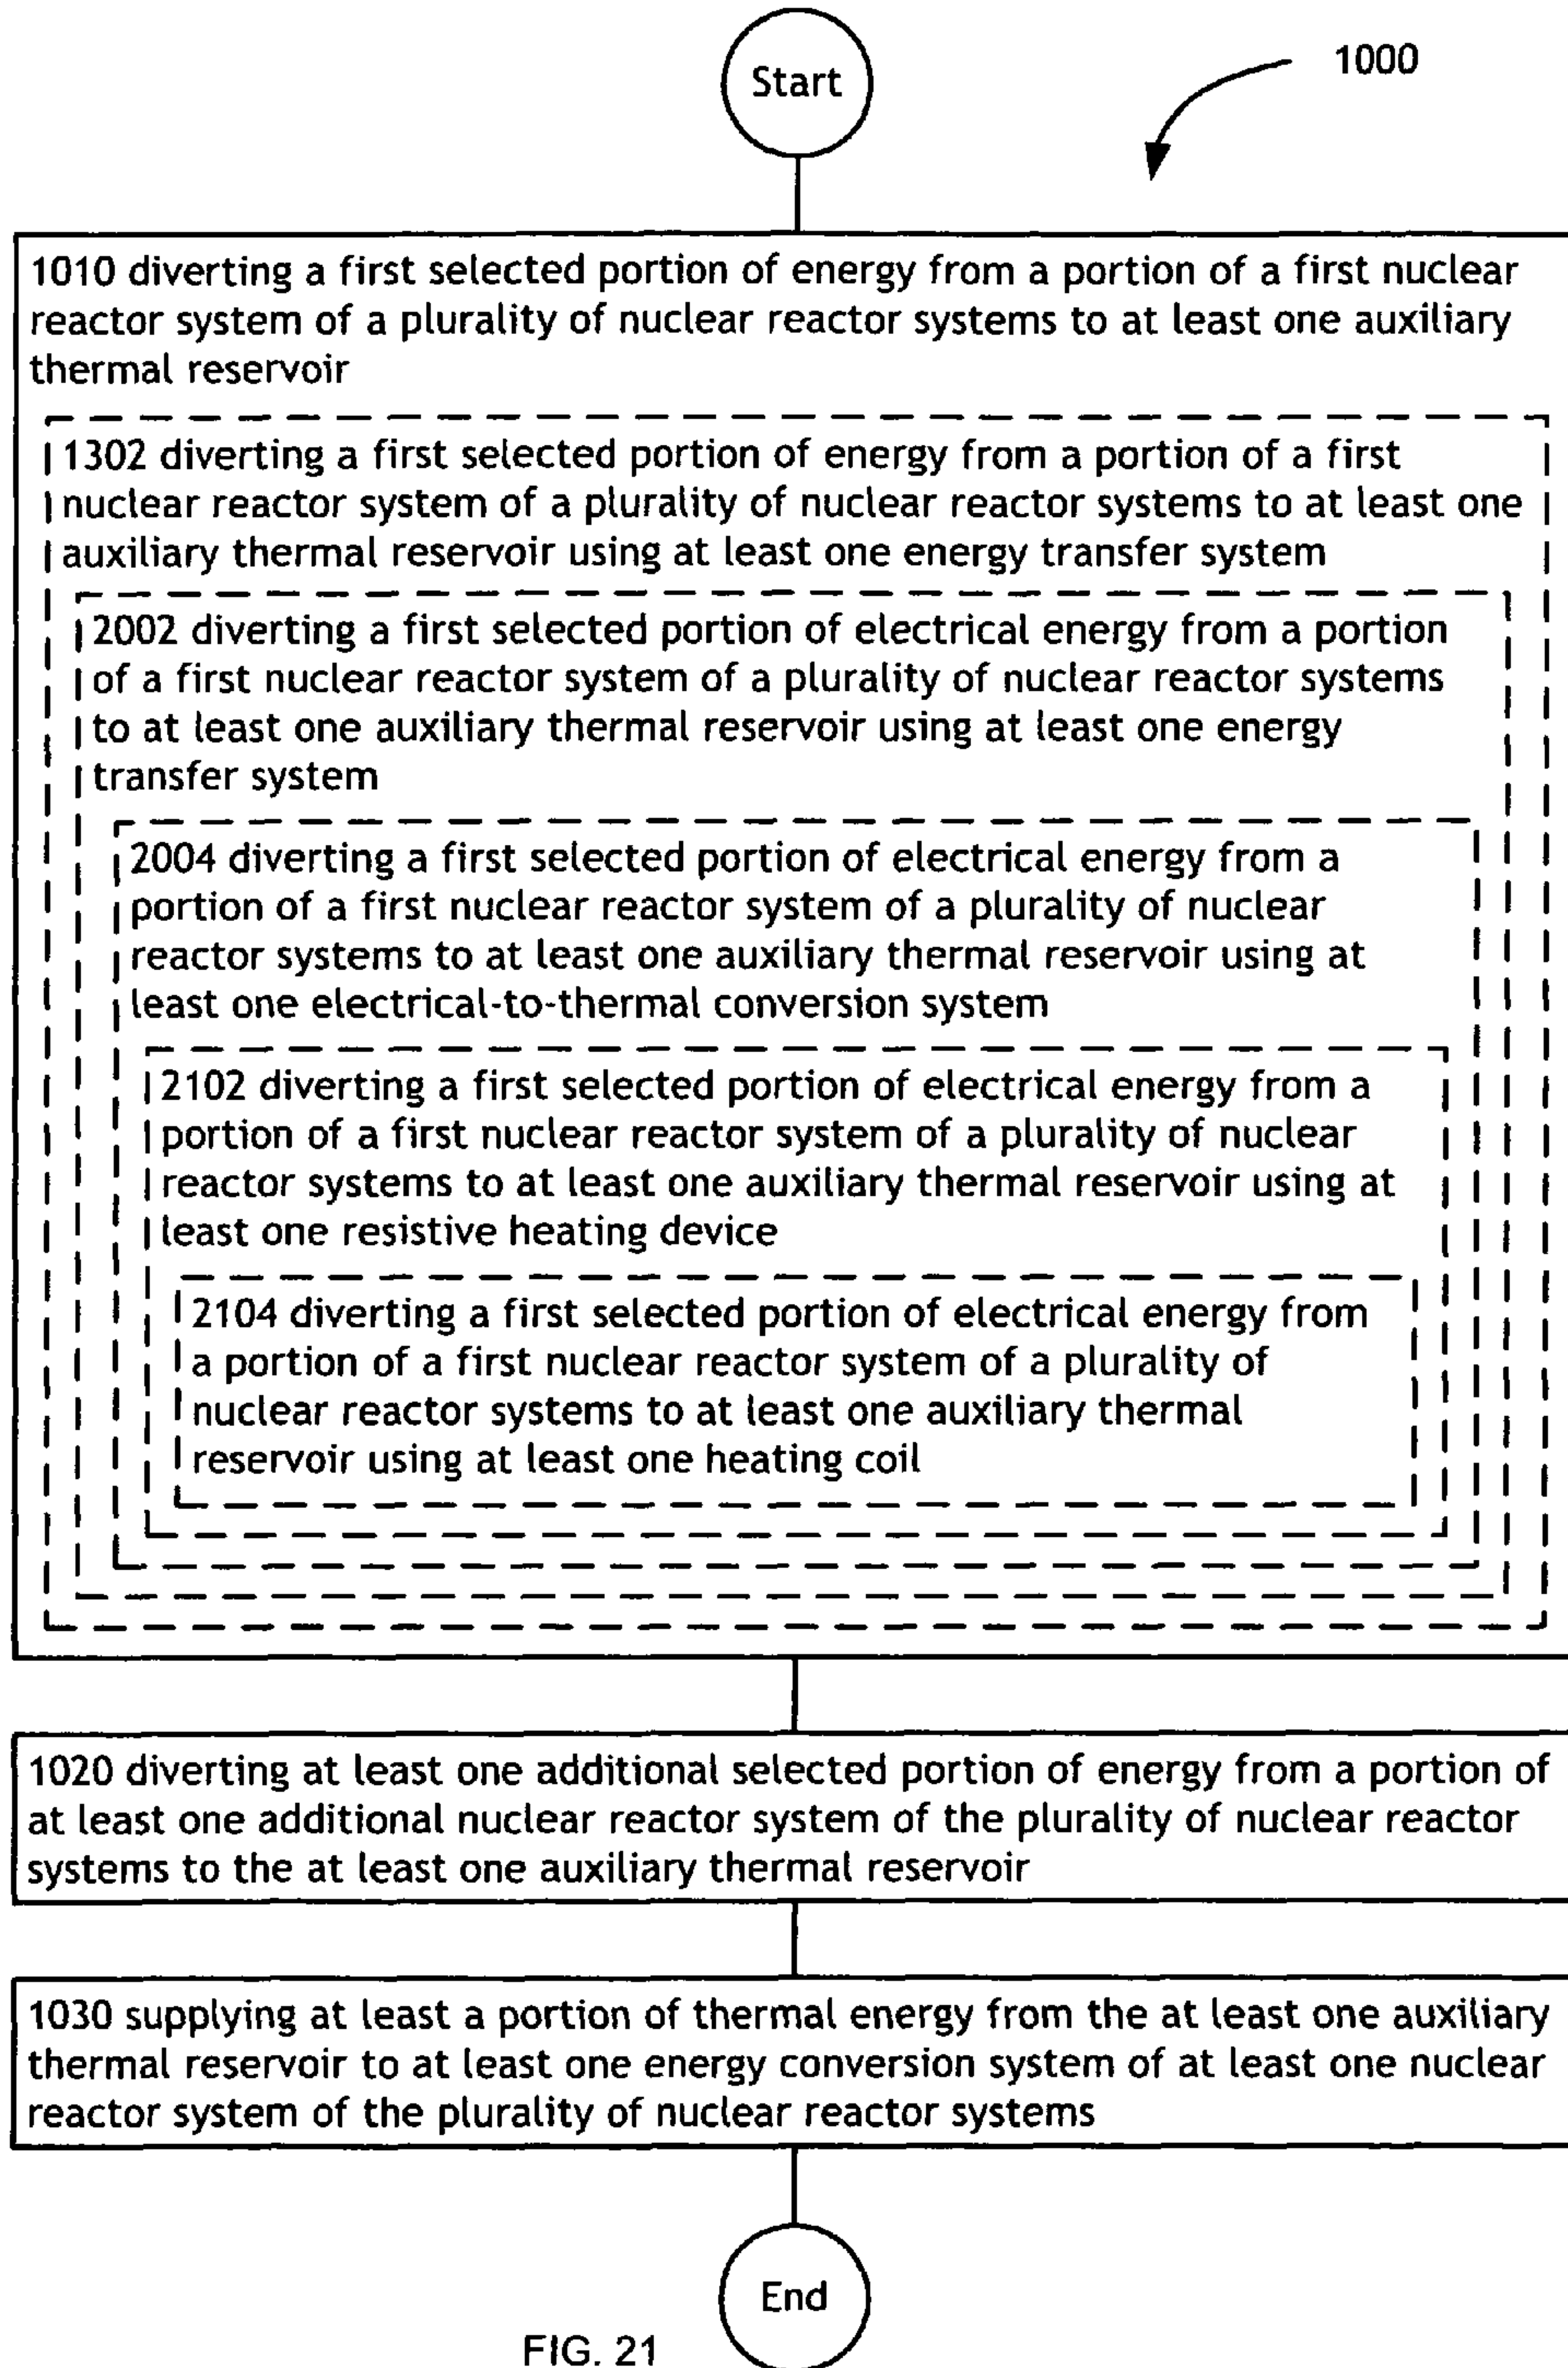 Start
1000
1010 diverting a first selected portion of energy from a portion of a first nuclear
reactor system of a plurality of nuclear reactor systems to at least one auxiliary
thermal reservoir
1302 diverting a first selected portion of energy from a portion of a first
nuclear reactor system of a plurality of nuclear reactor systems to at least one
auxiliary thermal reservoir using at least one energy transfer system
2002 diverting a first selected portion of electrical energy from a portion
of a first nuclear reactor system of a plurality of nuclear reactor systems
to at least one auxiliary thermal reservoir using at least one energy
transfer system
2004 diverting a first selected portion of electrical energy from a
portion of a first nuclear reactor system of a plurality of nuclear
reactor systems to at least one auxiliary thermal reservoir using at
least one electrical-to-thermal conversion system
2102 diverting a first selected portion of electrical energy from a
portion of a first nuclear reactor system of a plurality of nuclear
reactor systems to at least one auxiliary thermal reservoir using at
least one resistive heating device
2104 diverting a first selected portion of electrical energy from
a portion of a first nuclear reactor system of a plurality of
nuclear reactor systems to at least one auxiliary thermal
reservoir using at least one heating coil
1020 diverting at least one additional selected portion of energy from a portion of
at least one additional nuclear reactor system of the plurality of nuclear reactor
systems to the at least one auxiliary thermal reservoir
1030 supplying at least a portion of thermal energy from the at least one auxiliary
thermal reservoir to at least one energy conversion system of at least one nuclear
reactor system of the plurality of nuclear reactor systems
End
FIG. 21